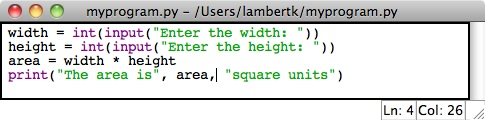 myprogram.py - /Users/lambertk/myprogram.py
width = int(input("Enter the width: "))
height = int(input("Enter the height: "))
area = width * height
print("The area is", area, "square units")
Ln: 4 Col: 26